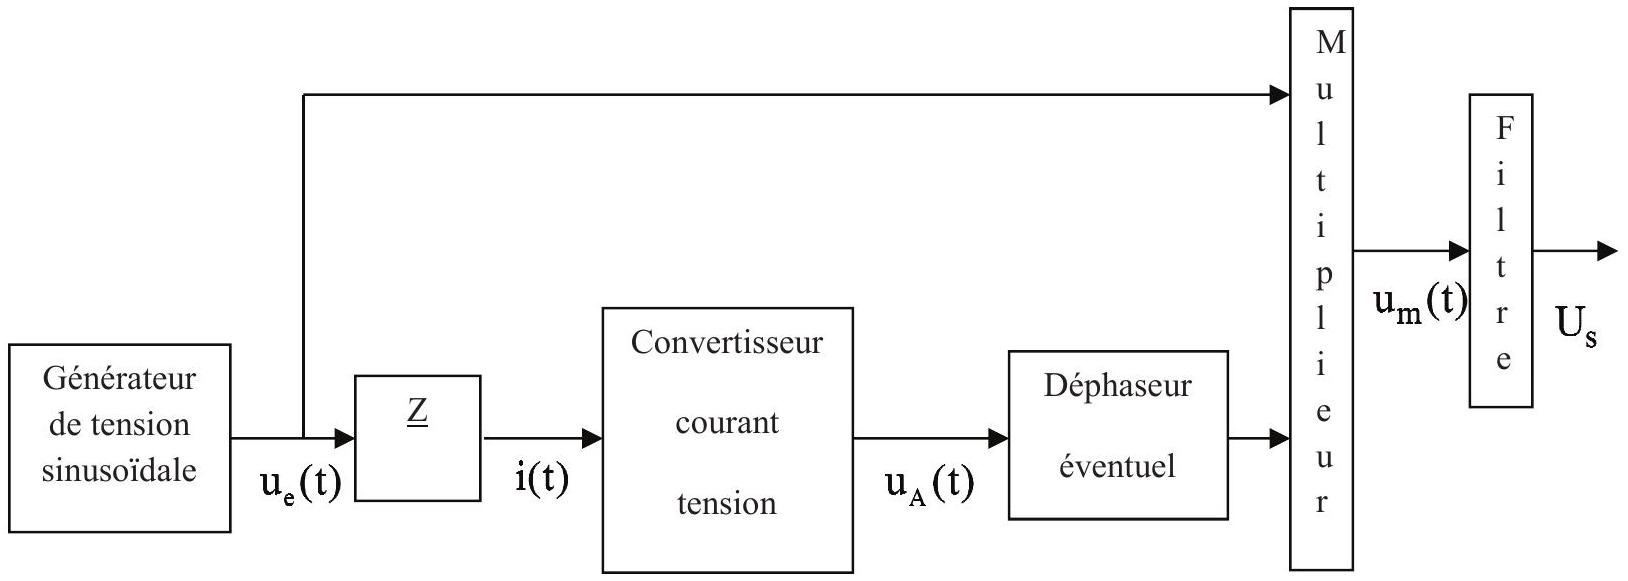 Générateur
de tension
sinusoïdale
u_e(t)
Z
i(t)
Convertisseur
courant
tension
u_A(t)
Déphaseur
éventuel
M
u
l
t
i
p
l
i
e
u
r
u_m(t)
F
i
l
t
r
e
U_s